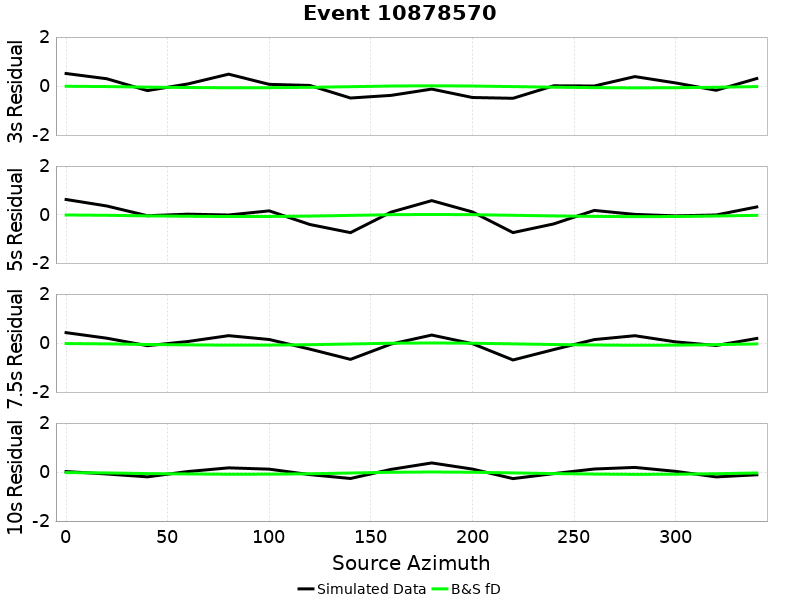 Event 10878570
3s Residual
2
0
-2
5s Residual
2
0
-2
7.5s Residual
2
0
-2
10s Residual
2
0
-2
0 50 100 150 200 250 300
Source Azimuth
Simulated Data B&S fD